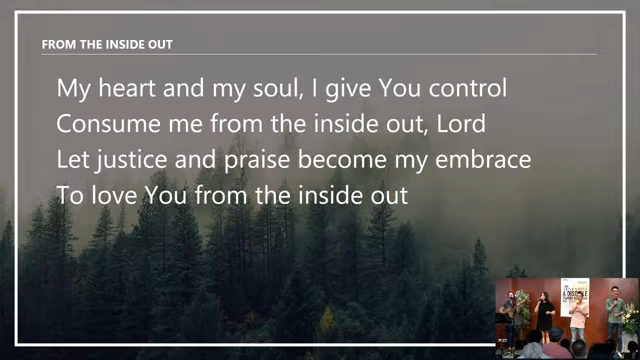 FROM THE INSIDE OUT
My heart and my soul, I give You control
Consume me from the inside out, Lord
Let justice and praise become my embrace
To love You from the inside out
A DISCIPLE